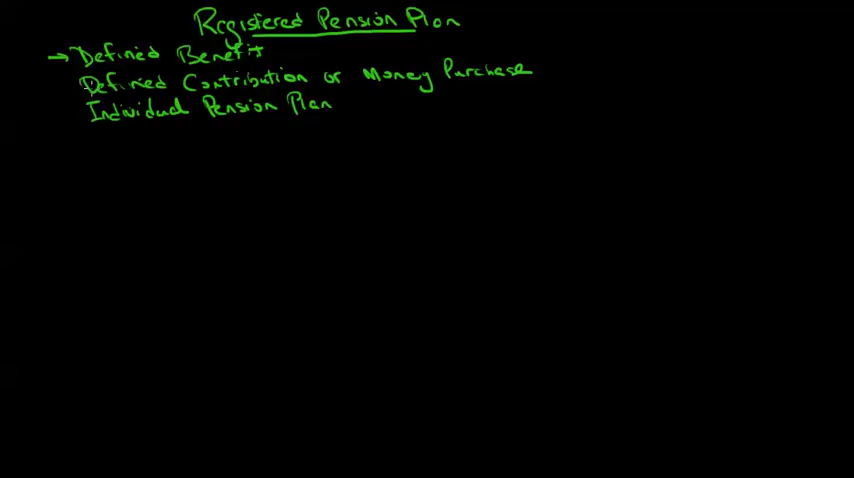 Registered Pension Plan
→ Defined Benefit
Defined Contribution or Money Purchase
Individual Pension Plan